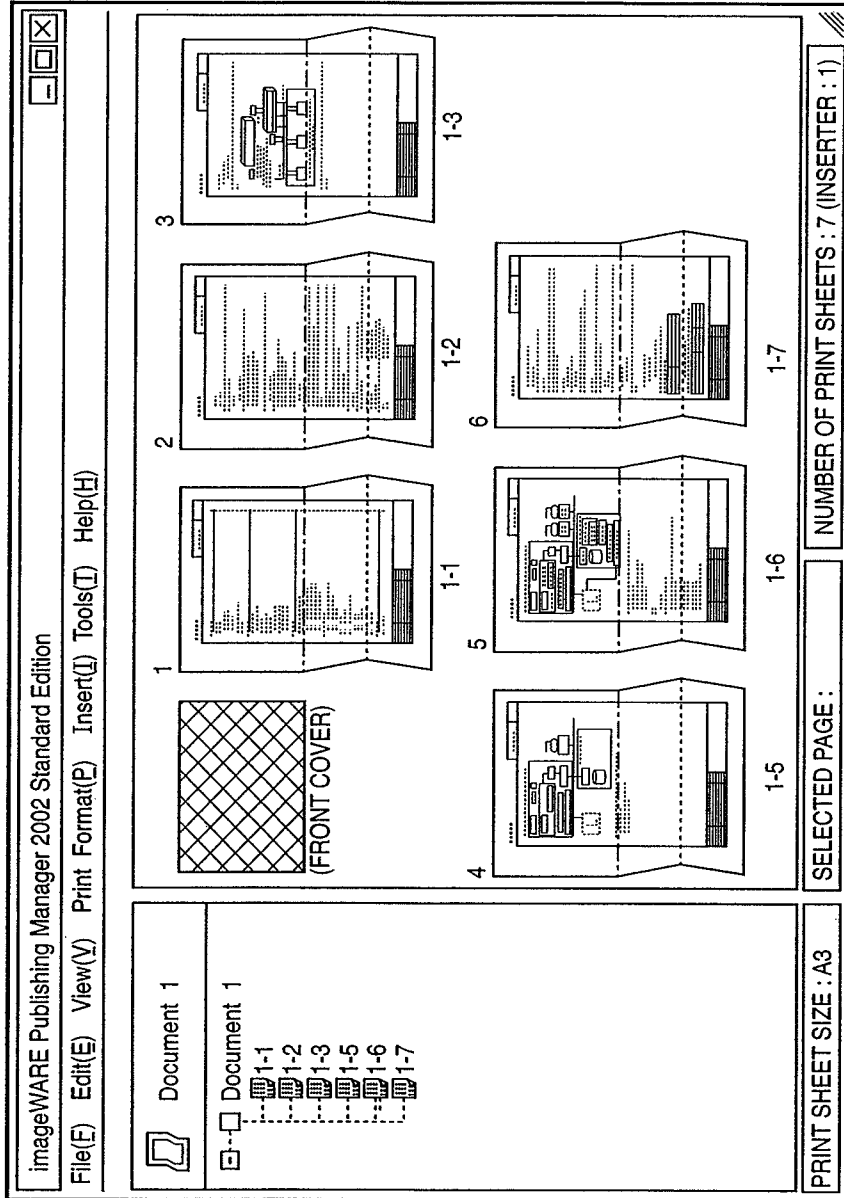 imageWARE Publishing Manager 2002 Standard Edition
File(F) Edit(E) View(V) Print Format(P) Insert(I) Tools(T) Help(H)
Document 1
Document 1
1-1
1-2
1-3
1-5
1-6
1-7
(FRONT COVER)
1
1-1
2
1-2
3
1-3
4
1-5
5
1-6
6
1-7
PRINT SHEET SIZE : A3
SELECTED PAGE :
NUMBER OF PRINT SHEETS : 7 (INSERTER : 1)